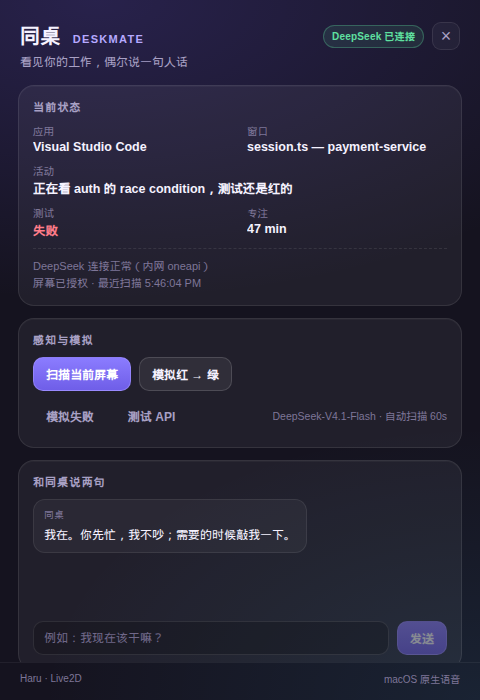 同桌 DESKMATE
DeepSeek 已连接
✕
看见你的工作，偶尔说一句人话
当前状态
应用
Visual Studio Code
窗口
session.ts — payment-service
活动
正在看 auth 的 race condition，测试还是红的
测试
失败
专注
47 min
DeepSeek 连接正常（内网 oneapi）
屏幕已授权 · 最近扫描 5:46:04 PM
感知与模拟
扫描当前屏幕
模拟红 → 绿
模拟失败
测试 API
DeepSeek-V4.1-Flash · 自动扫描 60s
和同桌说两句
同桌
我在。你先忙，我不吵；需要的时候敲我一下。
例如：我现在该干嘛？
发送
Haru · Live2D
macOS 原生语音